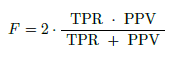 F = 2 · TPR · PPV / TPR + PPV